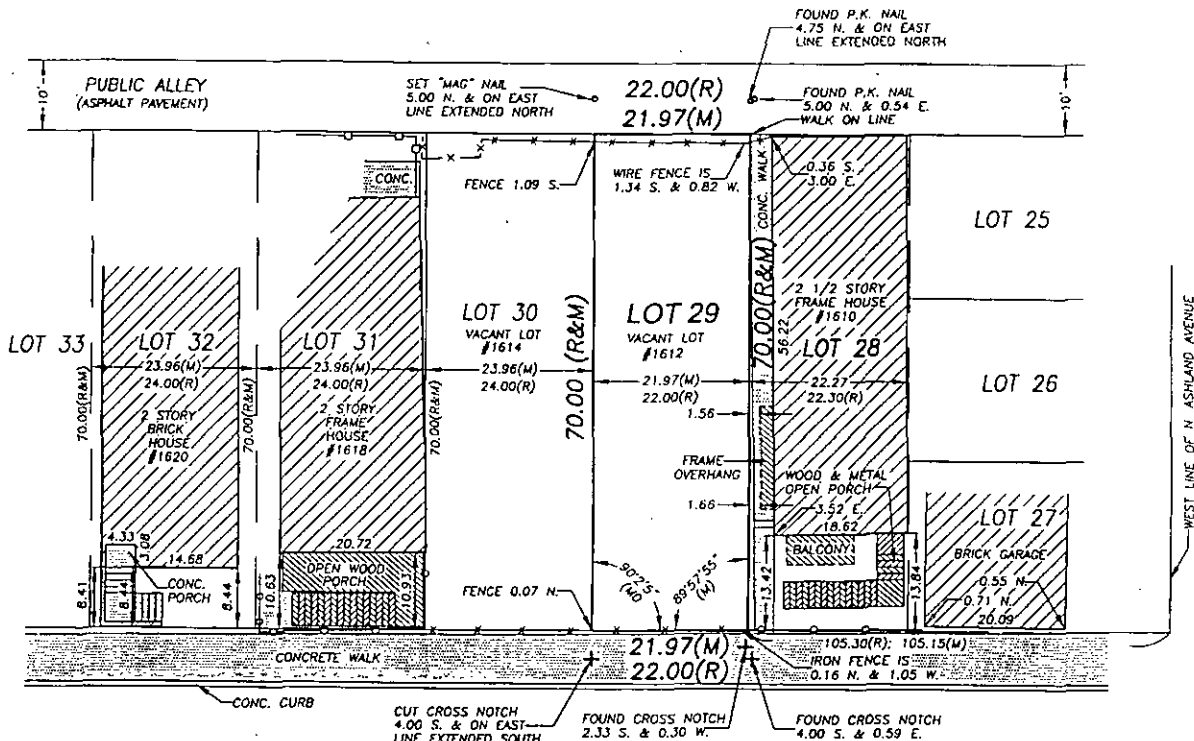 FOUND P.K. NAIL
4.75 N. & ON EAST
LINE EXTENDED NORTH
PUBLIC ALLEY
(ASPHALT PAVEMENT)
10'
SET "MAG" NAIL
5.00 N. & ON EAST
LINE EXTENDED NORTH
22.00(R)
21.97(M)
FOUND P.K. NAIL
5.00 N. & 0.54 E.
WALK ON LINE
10'
CONC.
FENCE 1.09 S.
WIRE FENCE IS
1.34 S. & 0.82 W.
CONC. WALK
0.36 S.
3.00 E.
LOT 25
LOT 33
LOT 32
23.96(M)
24.00(R)
2 STORY
BRICK
HOUSE
#1620
70.00(R&M)
70.00(R&M)
LOT 31
23.96(M)
24.00(R)
2 STORY
FRAME
HOUSE
#1618
70.00(R&M)
LOT 30
VACANT LOT
#1614
23.96(M)
24.00(R)
70.00 (R&M)
LOT 29
VACANT LOT
#1612
21.97(M)
22.00(R)
70.00(R&M)
56.22
2 1/2 STORY
FRAME HOUSE
#1610
LOT 28
22.27
22.30(R)
LOT 26
WEST LINE OF N ASHLAND AVENUE
1.56
FRAME
OVERHANG
1.66
WOOD & METAL
OPEN PORCH
3.52 E.
18.62
BALCONY
13.42
13.84
LOT 27
BRICK GARAGE
0.55 N.
0.71 N.
20.09
4.33
3.08
14.68
CONC.
PORCH
8.41
8.44
8.44
20.72
OPEN WOOD
PORCH
10.63
10.93
FENCE 0.07 N.
90°2'5"
(M)
89°57'55"
(M)
CONCRETE WALK
21.97(M)
22.00(R)
105.30(R); 105.15(M)
IRON FENCE IS
0.16 N. & 1.05 W.
CONC. CURB
CUT CROSS NOTCH
4.00 S. & ON EAST
LINE EXTENDED SOUTH
FOUND CROSS NOTCH
2.33 S. & 0.30 W.
FOUND CROSS NOTCH
4.00 S. & 0.59 E.